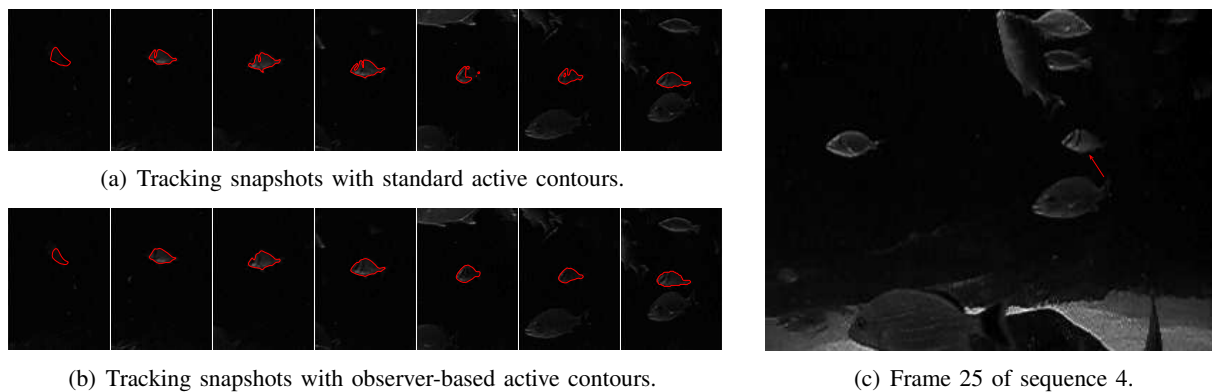 (a) Tracking snapshots with standard active contours.
(b) Tracking snapshots with observer-based active contours.
(c) Frame 25 of sequence 4.